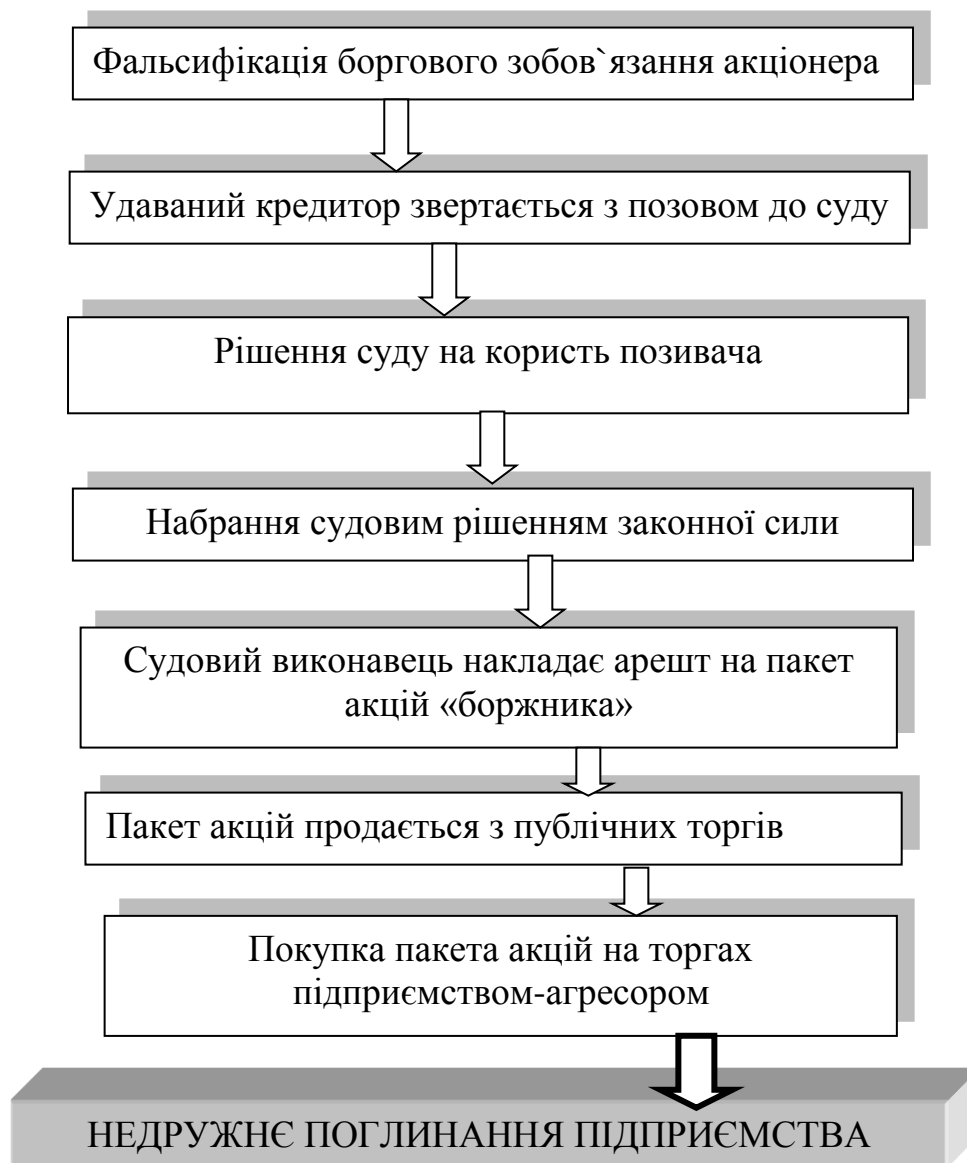 Фальсифікація боргового зобов`язання акціонера
Удаваний кредитор звертається з позовом до суду
Рішення суду на користь позивача
Набрання судовим рішенням законної сили
Судовий виконавець накладає арешт на пакет
акцій «боржника»
Пакет акцій продається з публічних торгів
Покупка пакета акцій на торгах
підприємством-агресором
НЕДРУЖНЄ ПОГЛИНАННЯ ПІДПРИЄМСТВА